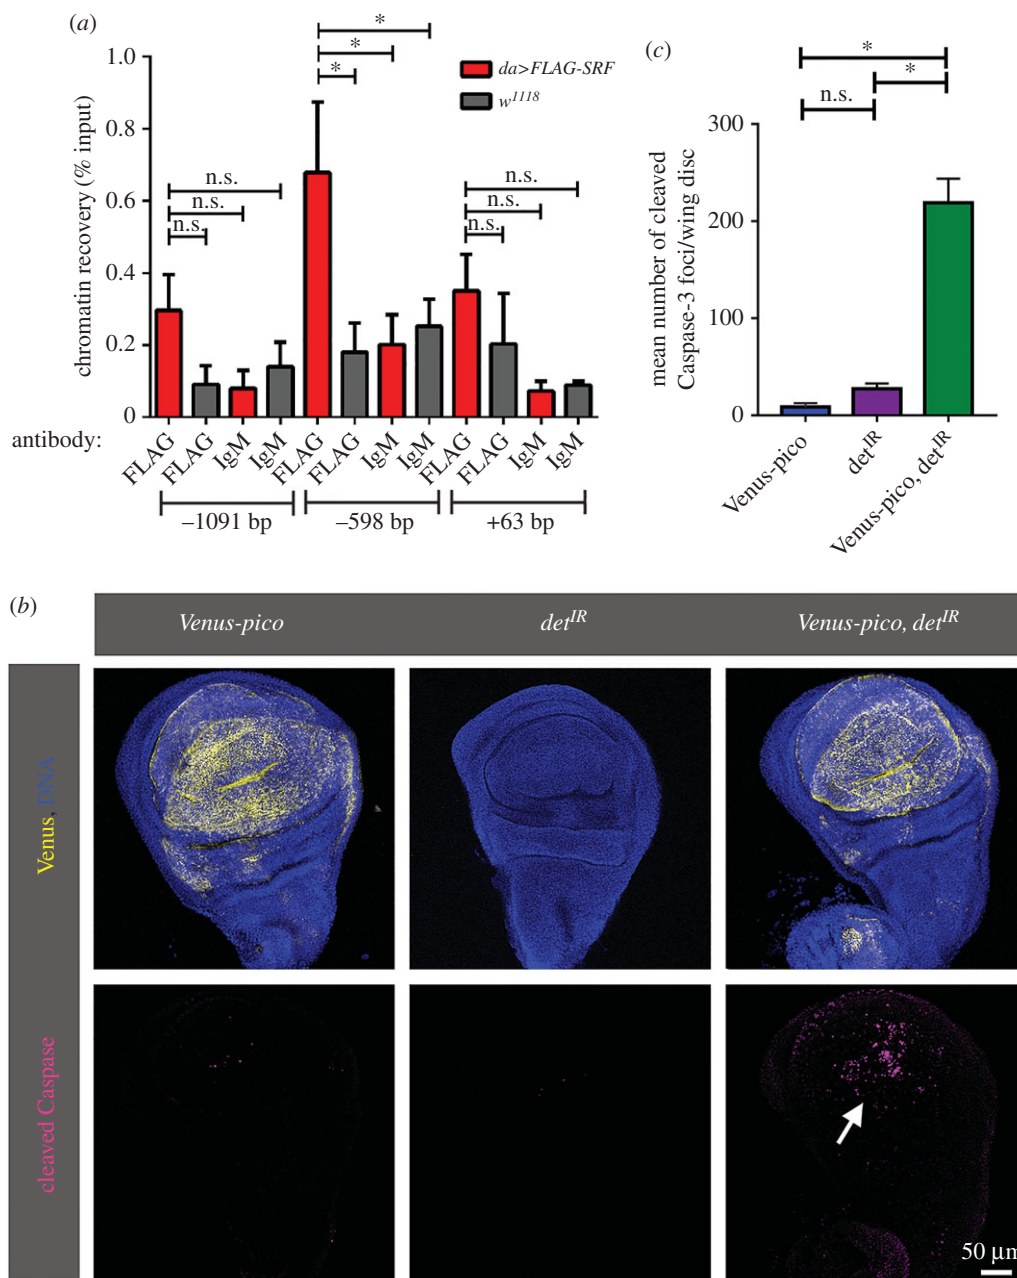 (a)
chromatin recovery (% input)
1.0
0.8
0.6
0.4
0.2
0
da>FLAG-SRF
w1118
*
*
*
n.s.
n.s.
n.s.
n.s.
n.s.
n.s.
antibody:
FLAG FLAG IgM IgM FLAG FLAG IgM IgM FLAG FLAG IgM IgM
–1091 bp –598 bp +63 bp
(c)
mean number of cleaved
Caspase-3 foci/wing disc
300
200
100
0
*
*
n.s.
Venus-pico
detIR
Venus-pico, detIR
(b)
Venus-pico detIR Venus-pico, detIR
Venus, DNA
cleaved Caspase
50 µm